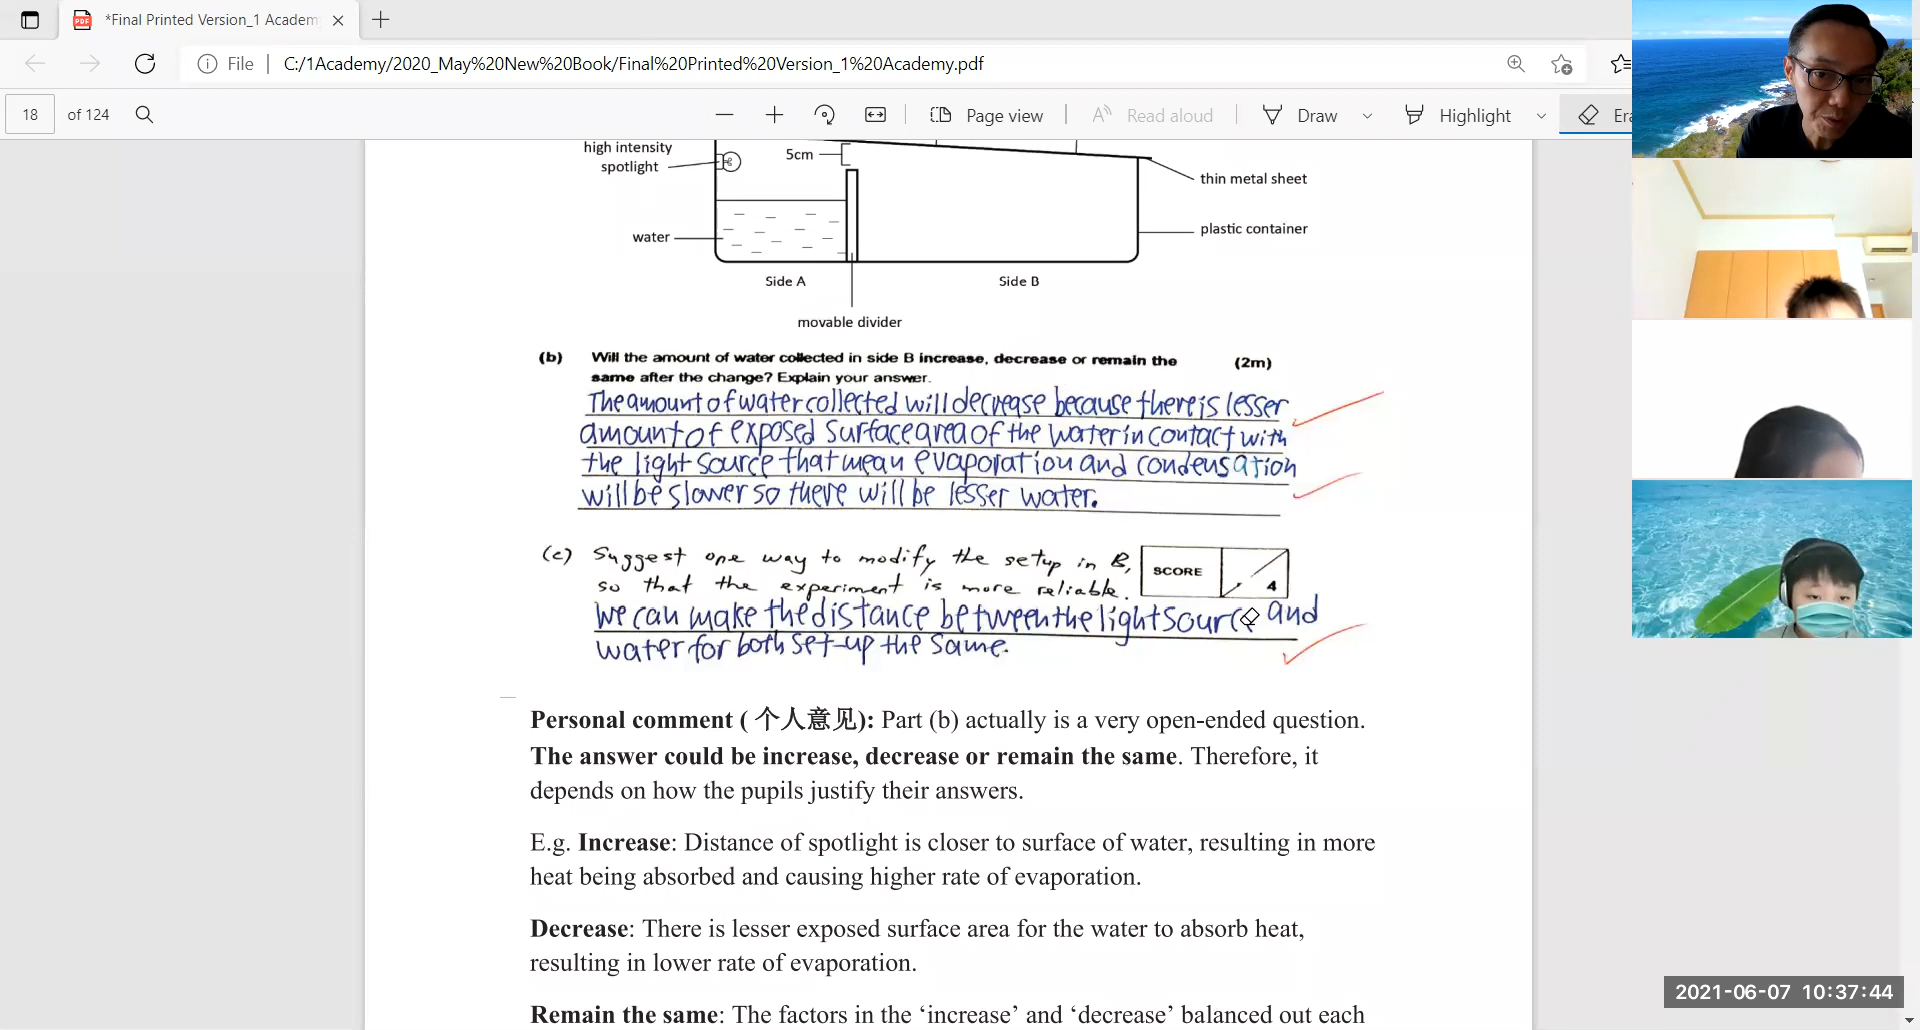 *Final Printed Version_1 Academ
File
C:/1Academy/2020_May%20New%20Book/Final%20Printed%20Version_1%20Academy.pdf
18 of 124
Page view
Read aloud
Draw
Highlight
high intensity
spotlight
5cm
thin metal sheet
water
plastic container
Side A
Side B
movable divider
(b) Will the amount of water collected in side B increase, decrease or remain the (2m)
same after the change? Explain your answer.
The amount of water collected will decrease because there is lesser
amount of exposed surface area of the water in contact with
the light source that mean evaporation and condensation
will be slower so there will be lesser water.
(c) Suggest one way to modify the setup in B,
so that the experiment is more reliable.
SCORE
4
We can make the distance between the light source and
water for both set-up the same.
Personal comment ( 个人意见): Part (b) actually is a very open-ended question.
The answer could be increase, decrease or remain the same. Therefore, it
depends on how the pupils justify their answers.
E.g. Increase: Distance of spotlight is closer to surface of water, resulting in more
heat being absorbed and causing higher rate of evaporation.
Decrease: There is lesser exposed surface area for the water to absorb heat,
resulting in lower rate of evaporation.
Remain the same: The factors in the ‘increase’ and ‘decrease’ balanced out each
2021-06-07 10:37:44